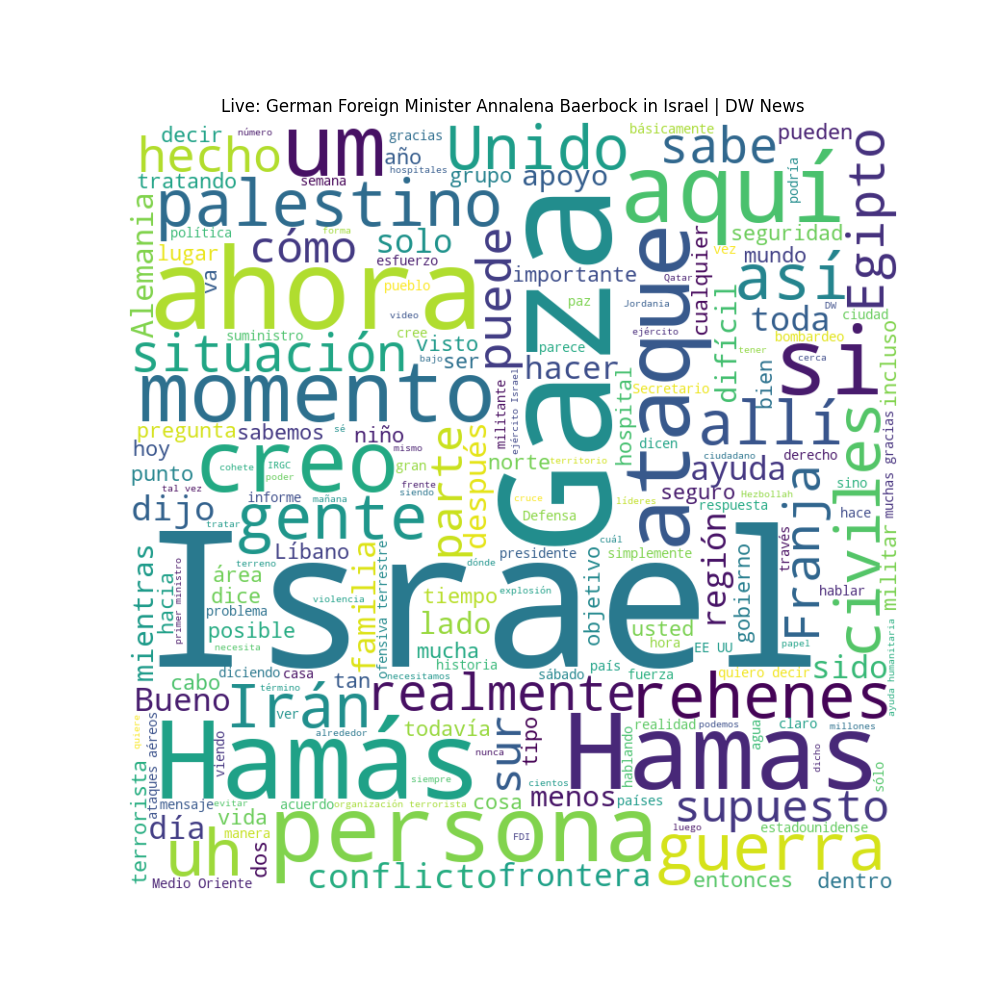 Live: German Foreign Minister Annalena Baerbock in Israel | DW News
decir
número
um
gracias
Unido
básicamente
sabe
pueden
Egipto
hecho
año
hospitales
tratando
semana
grupo
apoyo
aquí
podría
palestino
Alemania
política
cómo
solo
puede
Gaza
ataque
cualquier
seguridad
forma
lugar
va
esfuerzo
importante
vez
mundo
así
ahora
pueblo
Qatar
DW
paz
Jordania
difícil
toda
ciudad
video
suministro
cree
visto
ejército
bombardeo
situación
bajo
ser
parece
tener
cerca
si
incluso
momento
hacer
militante
ejército Israel
hospital
Secretario
bien
allí
pregunta
sabemos
sé
niño
parte
después
dicen
ciudadano
derecho
civiles
muchas gracias
hoy
creo
mismo
norte
territorio
ayuda
punto
cohete
IRGC
poder
gran
líderes
seguro
Hezbollah
Franja
tal vez
informe
mañana
frente
siendo
cruce
Defensa
respuesta
hace
militar
dijo
gente
tratar
cuál
región
través
mientras
hacia
terreno
Líbano
familia
ofensiva terrestre
dónde
presidente
objetivo
simplemente
gobierno
primer ministro
área
Israel
explosión
hablar
dice
violencia
tiempo
problema
papel
posible
necesita
lado
usted
hora
EE UU
ayuda humanitaria
mucha
historia
país
diciendo
casa
necesitamos
sábado
fuerza
quiero decir
sido
cabo
tan
Bueno
término
Irán
realmente
rehenes
quiere
ataques aéreos
ver
alrededor
todavía
sur
tipo
realidad
podemos
agua
claro
millones
viendo
Hamás
nunca
Hamas
hablando
dicho
sólo
terrorista
siempre
cientos
mensaje
evitar
acuerdo
organización terrorista
cosa
menos
países
supuesto
día
vida
manera
dos
persona
FDI
luego
estadounidense
uh
guerra
Medio Oriente
conflicto
frontera
entonces
dentro
sino